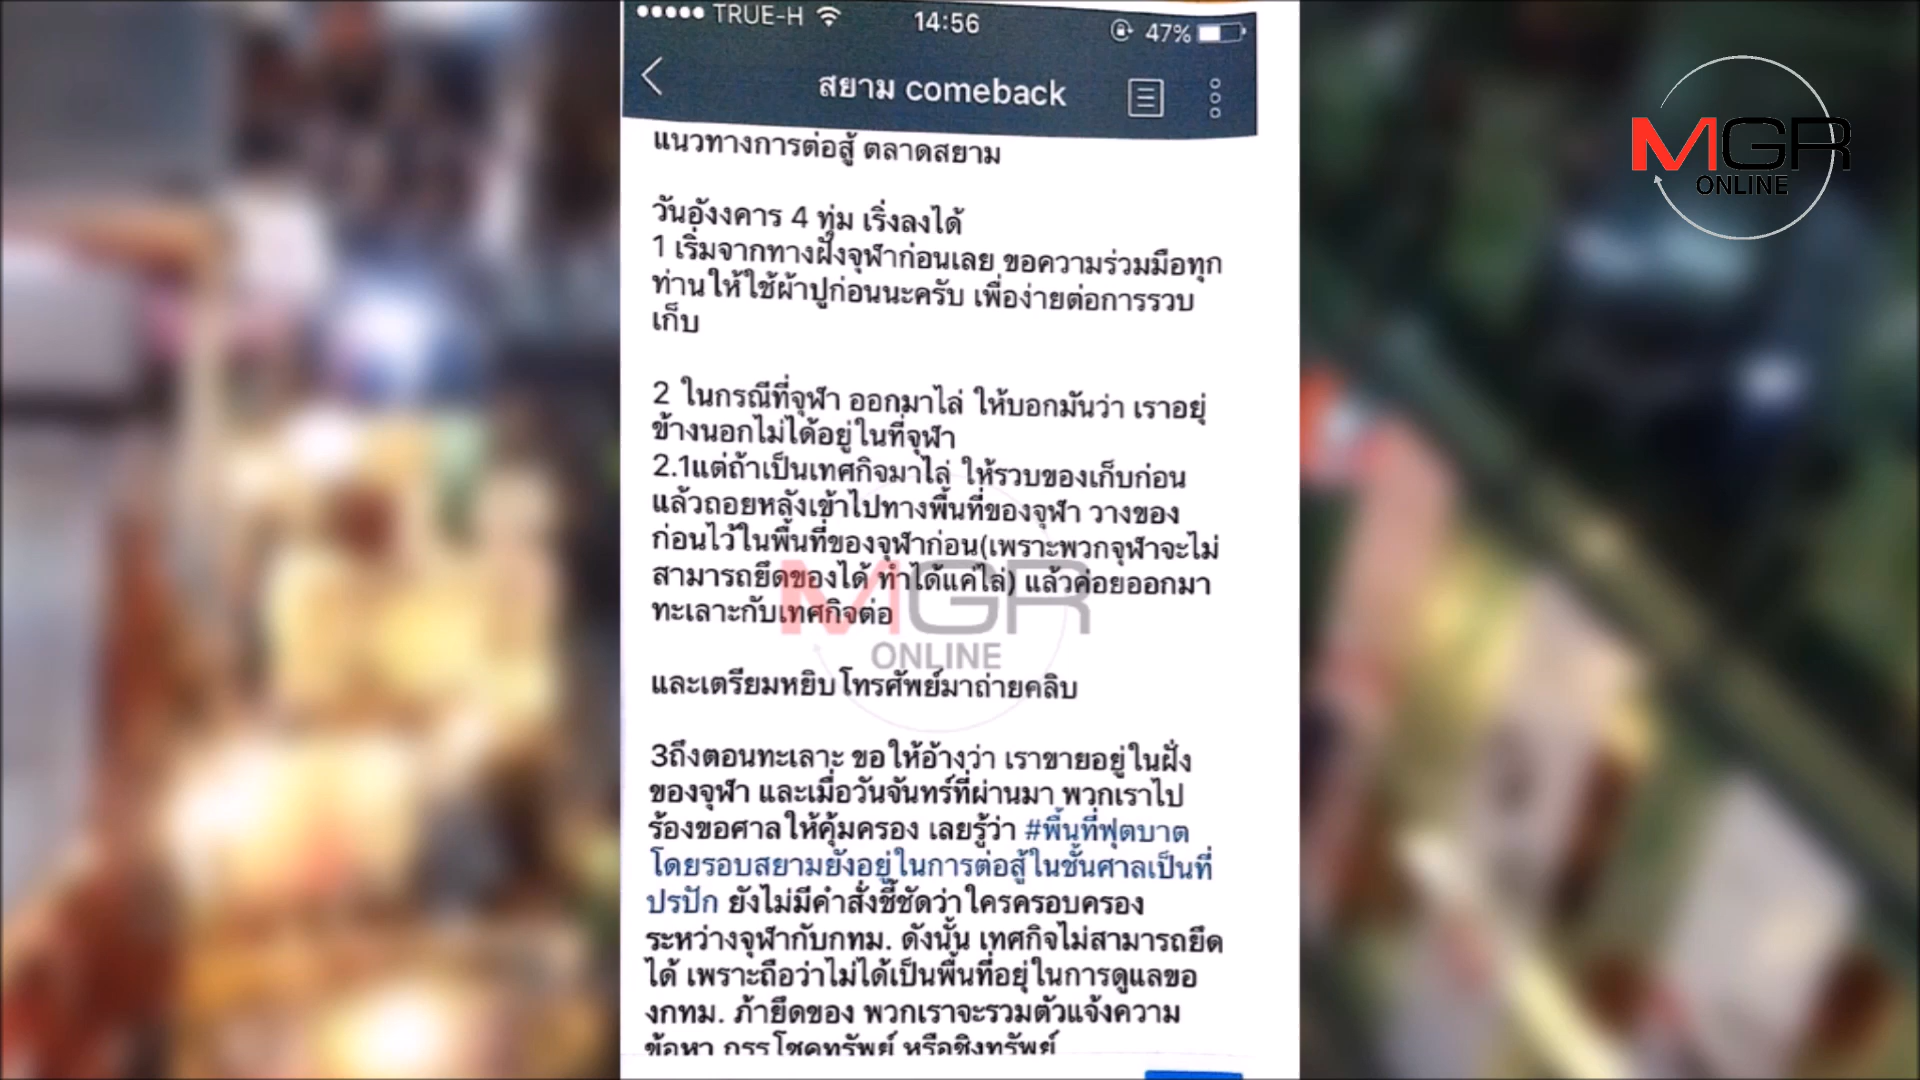 TRUE-H 14:56 47%
สยาม comeback
MGR
ONLINE
แนวทางการต่อสู้ ตลาดสยาม
วันอังงคาร 4 ทุ่ม เริ่งลงได้
1 เริ่มจากทางฝั่งจุฬาก่อนเลย ขอความร่วมมือทุก
ท่านให้ใช้ผ้าปูก่อนนะครับ เพื่อง่ายต่อการรวบ
เก็บ
2 ในกรณีที่จุฬา ออกมาไล่ ให้บอกมันว่า เราอยุ่
ข้างนอกไม่ได้อยู่ในที่จุฬา
2.1แต่ถ้าเป็นเทศกิจมาไล่ ให้รวบของเก็บก่อน
แล้วถอยหลังเข้าไปทางพื้นที่ของจุฬา วางของ
ก่อนไว้ในพื้นที่ของจุฬาก่อน(เพราะพวกจุฬาจะไม่
สามารถยึดของได้ ทำได้แค่ไล่) แล้วค่อยออกมา
ทะเลาะกับเทศกิจต่อ
MGR
ONLINE
และเตรียมหยิบโทรศัพย์มาถ่ายคลิบ
3ถึงตอนทะเลาะ ขอให้อ้างว่า เราขายอยู่ในฝั่ง
ของจุฬา และเมื่อวันจันทร์ที่ผ่านมา พวกเราไป
ร้องขอศาลให้คุ้มครอง เลยรู้ว่า #พื้นที่ฟุตบาต
โดยรอบสยามยังอยู่ในการต่อสู้ในชั้นศาลเป็นที่
ปรปัก ยังไม่มีคำสั่งชี้ชัดว่าใครครอบครอง
ระหว่างจุฬากับกทม. ดังนั้น เทศกิจไม่สามารถยึด
ได้ เพราะถือว่าไม่ได้เป็นพื้นที่อยุ่ในการดูแลขอ
งกทม. ภ้ายึดของ พวกเราจะรวมตัวแจ้งความ
ข้อหา กรรโชคทรัพย์ หรือชิงทรัพย์